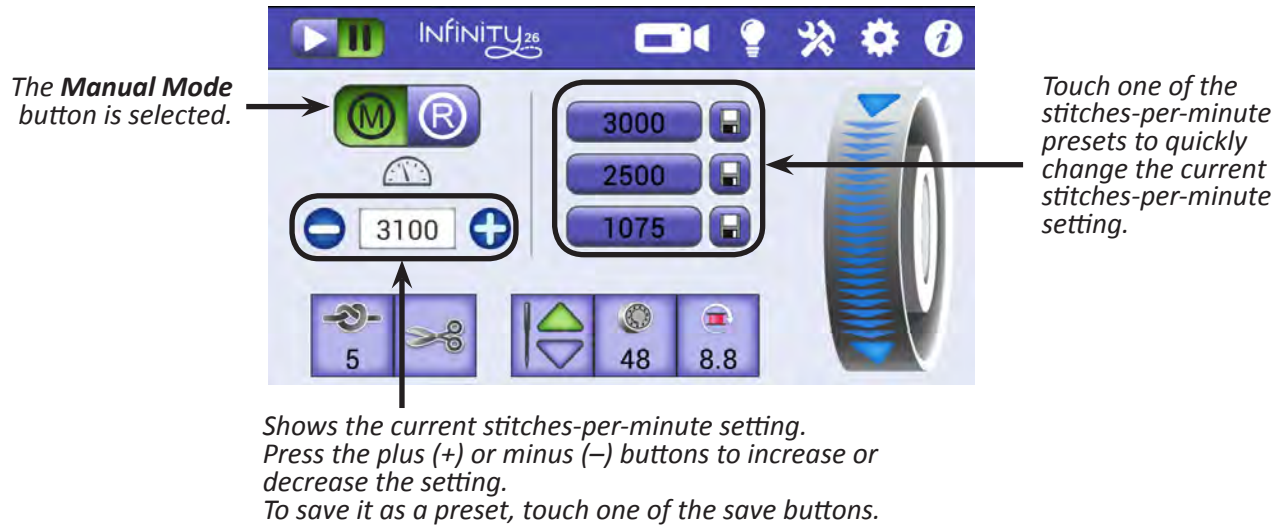 INFINITY 26
The Manual Mode
button is selected.
M R
3000
2500
1075
3100
5
48
8.8
Touch one of the
stitches-per-minute
presets to quickly
change the current
stitches-per-minute
setting.
Shows the current stitches-per-minute setting.
Press the plus (+) or minus (–) buttons to increase or
decrease the setting.
To save it as a preset, touch one of the save buttons.